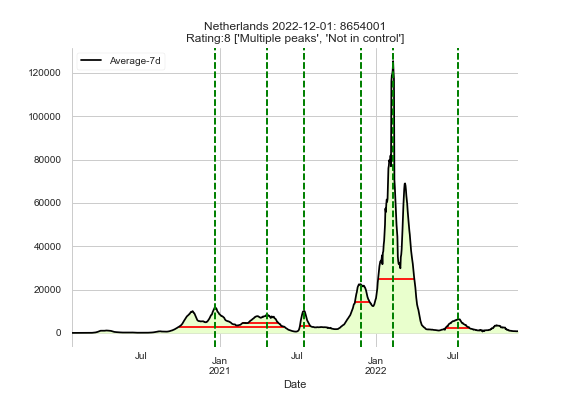 Netherlands 2022-12-01: 8654001
Rating:8 ['Multiple peaks', 'Not in control']
Average-7d
120000
100000
80000
60000
40000
20000
0
Jul
Jan
2021
Jul
Jan
2022
Jul
Date